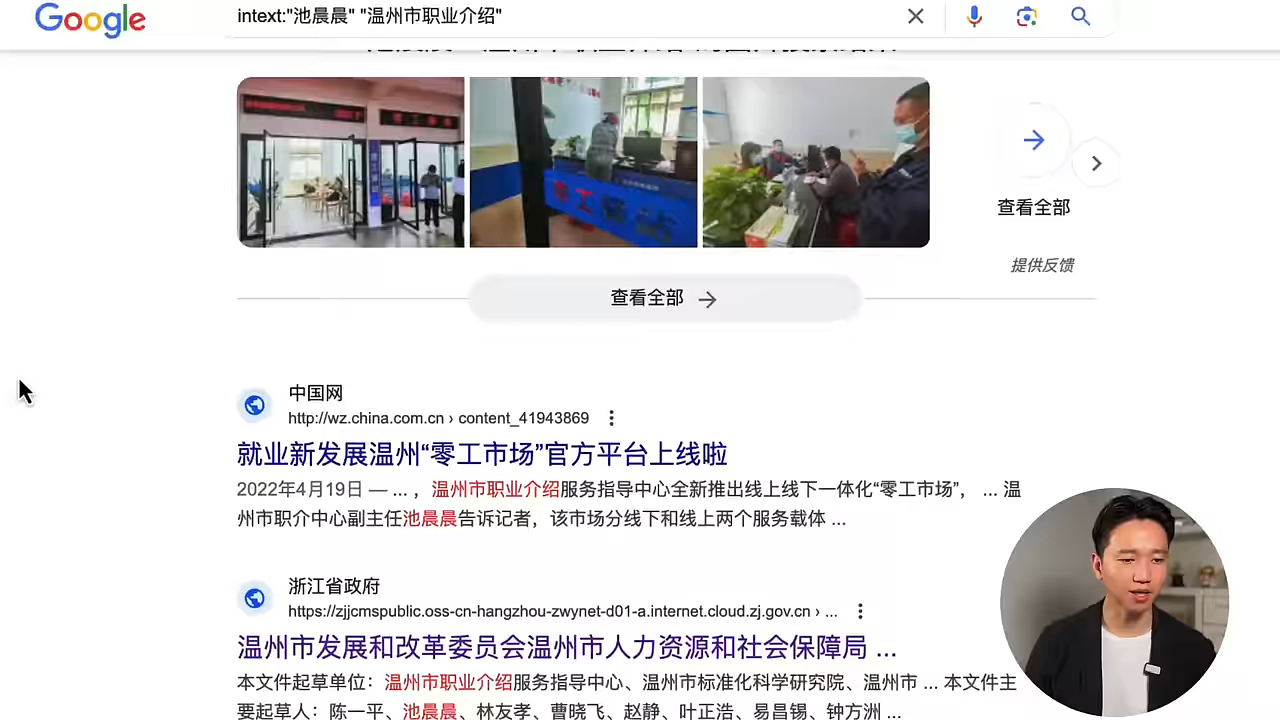 Google
intext:"池晨晨" "温州市职业介绍"
零工
查看全部
提供反馈
查看全部
中国网
http://wz.china.com.cn › content_41943869
就业新发展温州“零工市场”官方平台上线啦
2022年4月19日 — ... ，温州市职业介绍服务指导中心全新推出线上线下一体化“零工市场”， ... 温
州市职介中心副主任池晨晨告诉记者，该市场分线下和线上两个服务载体 ...
浙江省政府
https://zjjcmspublic.oss-cn-hangzhou-zwynet-d01-a.internet.cloud.zj.gov.cn › ...
温州市发展和改革委员会温州市人力资源和社会保障局 ...
本文件起草单位：温州市职业介绍服务指导中心、温州市标准化科学研究院、温州市 ... 本文件主
要起草人：陈一平、池晨晨、林友孝、曹晓飞、赵静、叶正浩、易昌锡、钟方洲 ...